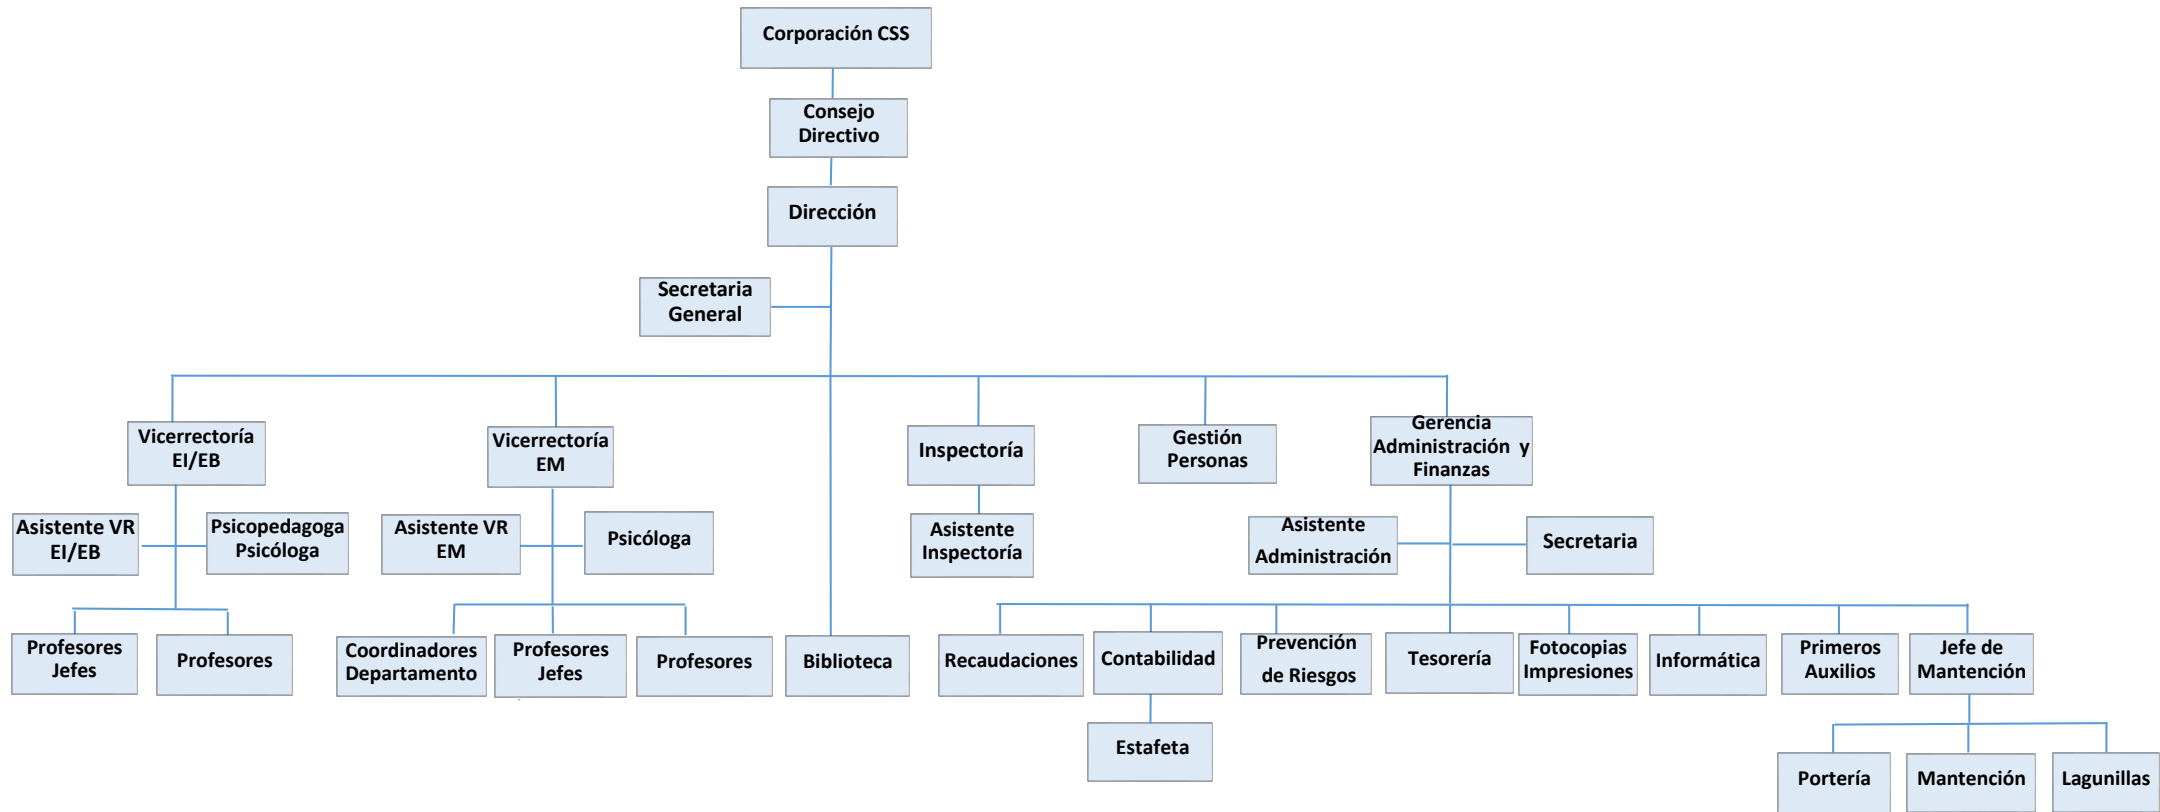 Corporación CSS
Consejo
Directivo
Dirección
Secretaria
General
Vicerrectoría
EI/EB
Vicerrectoría
EM
Inspectoría
Gestión
Personas
Gerencia
Administración y
Finanzas
Asistente VR
EI/EB
Psicopedagoga
Psicóloga
Asistente VR
EM
Psicóloga
Asistente
Inspectoría
Asistente
Administración
Secretaria
Profesores
Jefes
Profesores
Coordinadores
Departamento
Profesores
Jefes
Profesores
Biblioteca
Recaudaciones
Contabilidad
Prevención
de Riesgos
Tesorería
Fotocopias
Impresiones
Informática
Primeros
Auxilios
Jefe de
Mantención
Estafeta
Portería
Mantención
Lagunillas